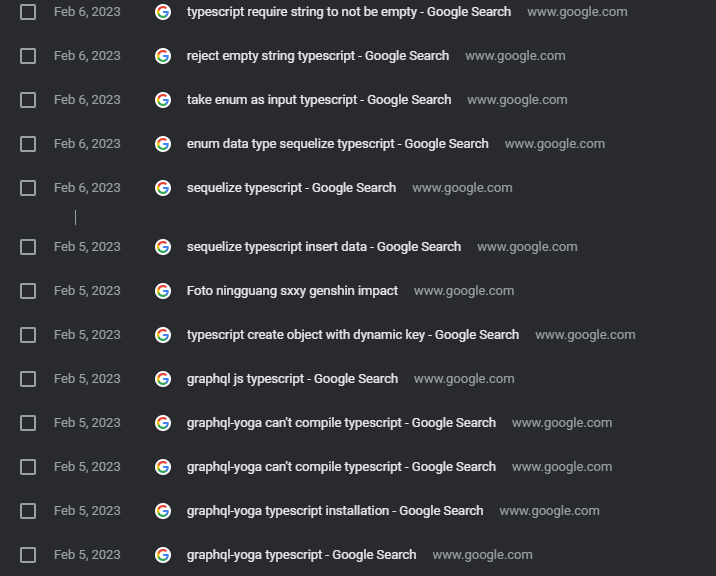 Feb 6, 2023 typescript require string to not be empty - Google Search www.google.com
Feb 6, 2023 reject empty string typescript - Google Search www.google.com
Feb 6, 2023 take enum as input typescript - Google Search www.google.com
Feb 6, 2023 enum data type sequelize typescript - Google Search www.google.com
Feb 6, 2023 sequelize typescript - Google Search www.google.com
Feb 5, 2023 sequelize typescript insert data - Google Search www.google.com
Feb 5, 2023 Foto ningguang sxxy genshin impact www.google.com
Feb 5, 2023 typescript create object with dynamic key - Google Search www.google.com
Feb 5, 2023 graphql js typescript - Google Search www.google.com
Feb 5, 2023 graphql-yoga can't compile typescript - Google Search www.google.com
Feb 5, 2023 graphql-yoga can't compile typescript - Google Search www.google.com
Feb 5, 2023 graphql-yoga typescript installation - Google Search www.google.com
Feb 5, 2023 graphql-yoga typescript - Google Search www.google.com